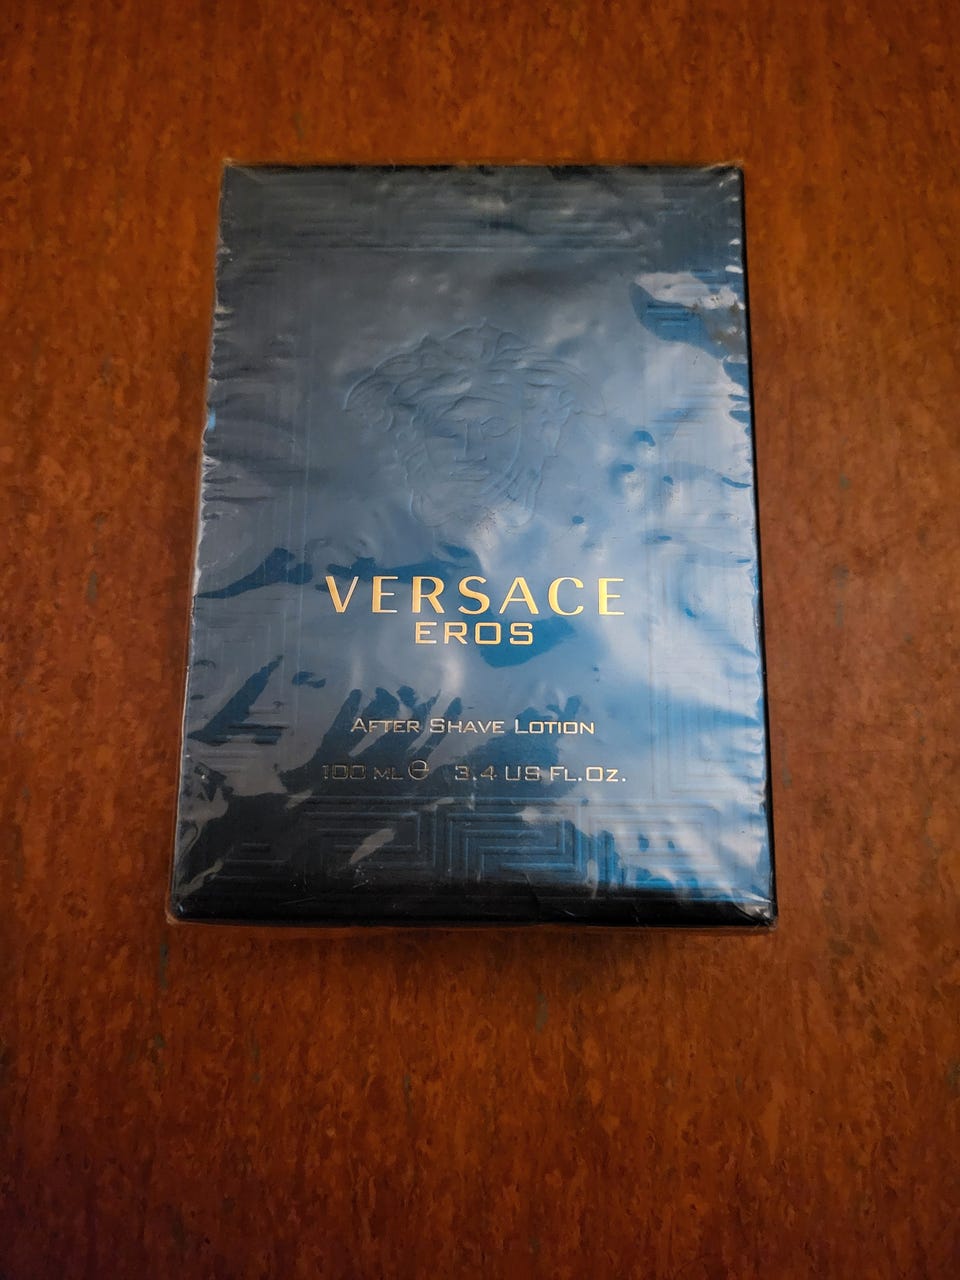 VERSACE
EROS
After Shave Lotion
100 ml ℮ 3.4 US Fl.Oz.